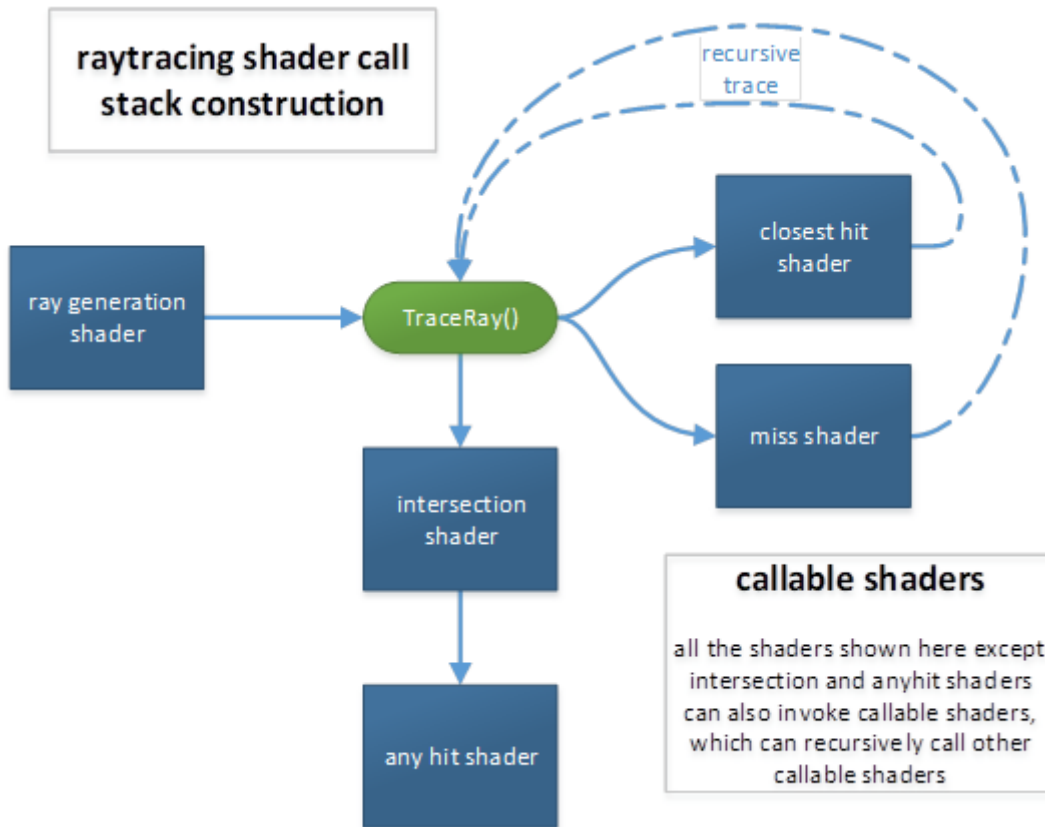 raytracing shader call
stack construction
recursive
trace
closest hit
shader
ray generation
shader
TraceRay()
miss shader
intersection
shader
callable shaders
all the shaders shown here except
intersection and anyhit shaders
can also invoke callable shaders,
which can recursively call other
callable shaders
any hit shader